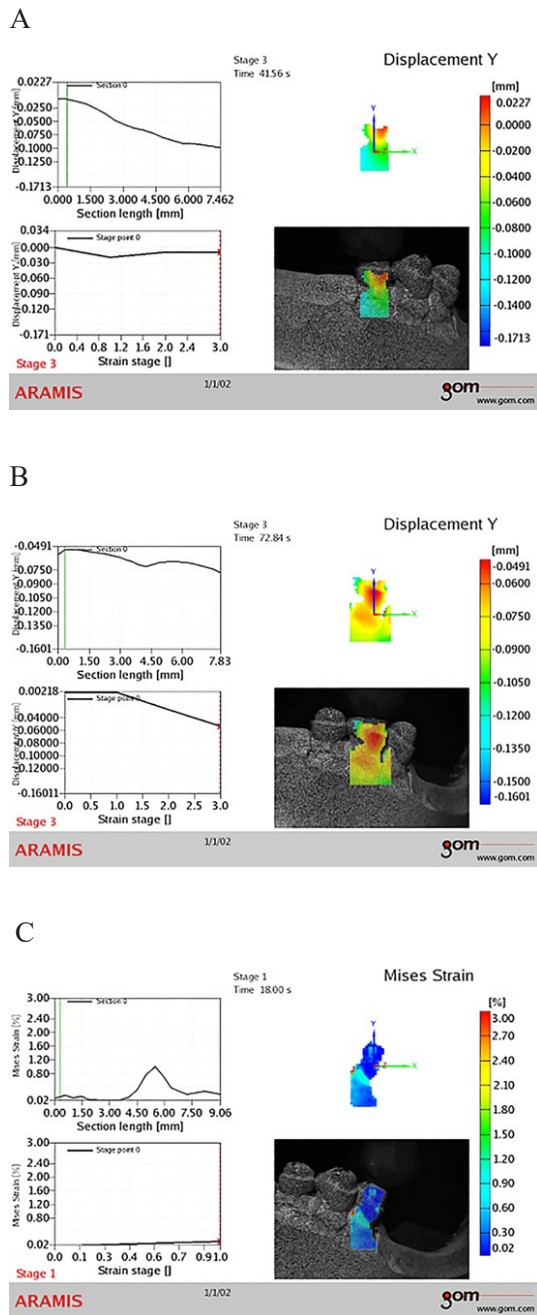 A
Stage 3
Time 41.56 s
Displacement Y
Displacement Y [mm]
0.0227
0.0250
0.0500
0.0750
0.1000
0.1250
-0.1713
Section 0
0.00 1.500 3.000 4.500 6.000 7.462
Section length [mm]
Displacement Y [mm]
0.034
0.000
0.030
0.060
0.090
0.120
-0.171
Stage point 0
0.0 0.4 0.8 1.2 1.6 2.0 2.4 3.0
Strain stage []
Stage 3
Y
Z
X
[mm]
0.0227
0.0000
-0.0200
-0.0400
-0.0600
-0.0800
-0.1000
-0.1200
-0.1400
-0.1713
ARAMIS
1/1/02
gom
www.gom.com
B
Stage 3
Time 72.84 s
Displacement Y
Displacement Y [mm]
-0.0491
0.0750
0.0900
0.1050
0.1200
0.1350
-0.1601
Section 0
0.00 1.50 3.00 4.50 6.00 7.83
Section length [mm]
Displacement Y [mm]
0.00218
0.04000
0.06000
0.08000
0.10000
0.12000
-0.16011
Stage point 0
0.0 0.5 1.0 1.5 2.0 2.5 3.0
Strain stage []
Stage 3
Y
Z
X
[mm]
-0.0491
-0.0600
-0.0750
-0.0900
-0.1050
-0.1200
-0.1350
-0.1500
-0.1601
ARAMIS
1/1/02
gom
www.gom.com
C
Stage 1
Time 18.00 s
Mises Strain
Mises Strain [%]
3.00
2.40
2.00
1.60
1.20
0.80
0.02
Section 0
0.00 1.50 3.00 4.50 6.00 7.50 9.06
Section length [mm]
Mises Strain [%]
3.00
2.40
2.00
1.60
1.20
0.80
0.02
Stage point 0
0.0 0.1 0.3 0.4 0.6 0.7 0.91.0
Strain stage []
Stage 1
Y
X
[%]
3.00
2.70
2.40
2.10
1.80
1.50
1.20
0.90
0.60
0.30
0.02
ARAMIS
1/1/02
gom
www.gom.com